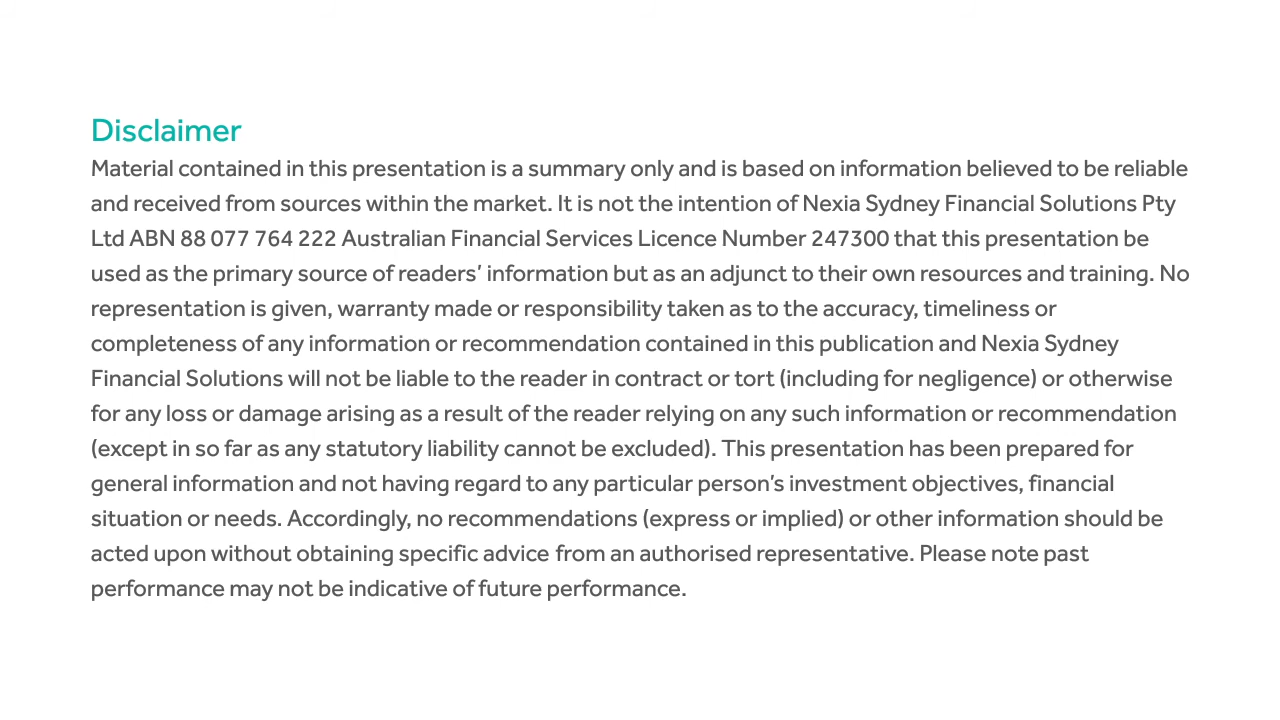 Disclaimer
Material contained in this presentation is a summary only and is based on information believed to be reliable
and received from sources within the market. It is not the intention of Nexia Sydney Financial Solutions Pty
Ltd ABN 88 077 764 222 Australian Financial Services Licence Number 247300 that this presentation be
used as the primary source of readers’ information but as an adjunct to their own resources and training. No
representation is given, warranty made or responsibility taken as to the accuracy, timeliness or
completeness of any information or recommendation contained in this publication and Nexia Sydney
Financial Solutions will not be liable to the reader in contract or tort (including for negligence) or otherwise
for any loss or damage arising as a result of the reader relying on any such information or recommendation
(except in so far as any statutory liability cannot be excluded). This presentation has been prepared for
general information and not having regard to any particular person’s investment objectives, financial
situation or needs. Accordingly, no recommendations (express or implied) or other information should be
acted upon without obtaining specific advice from an authorised representative. Please note past
performance may not be indicative of future performance.